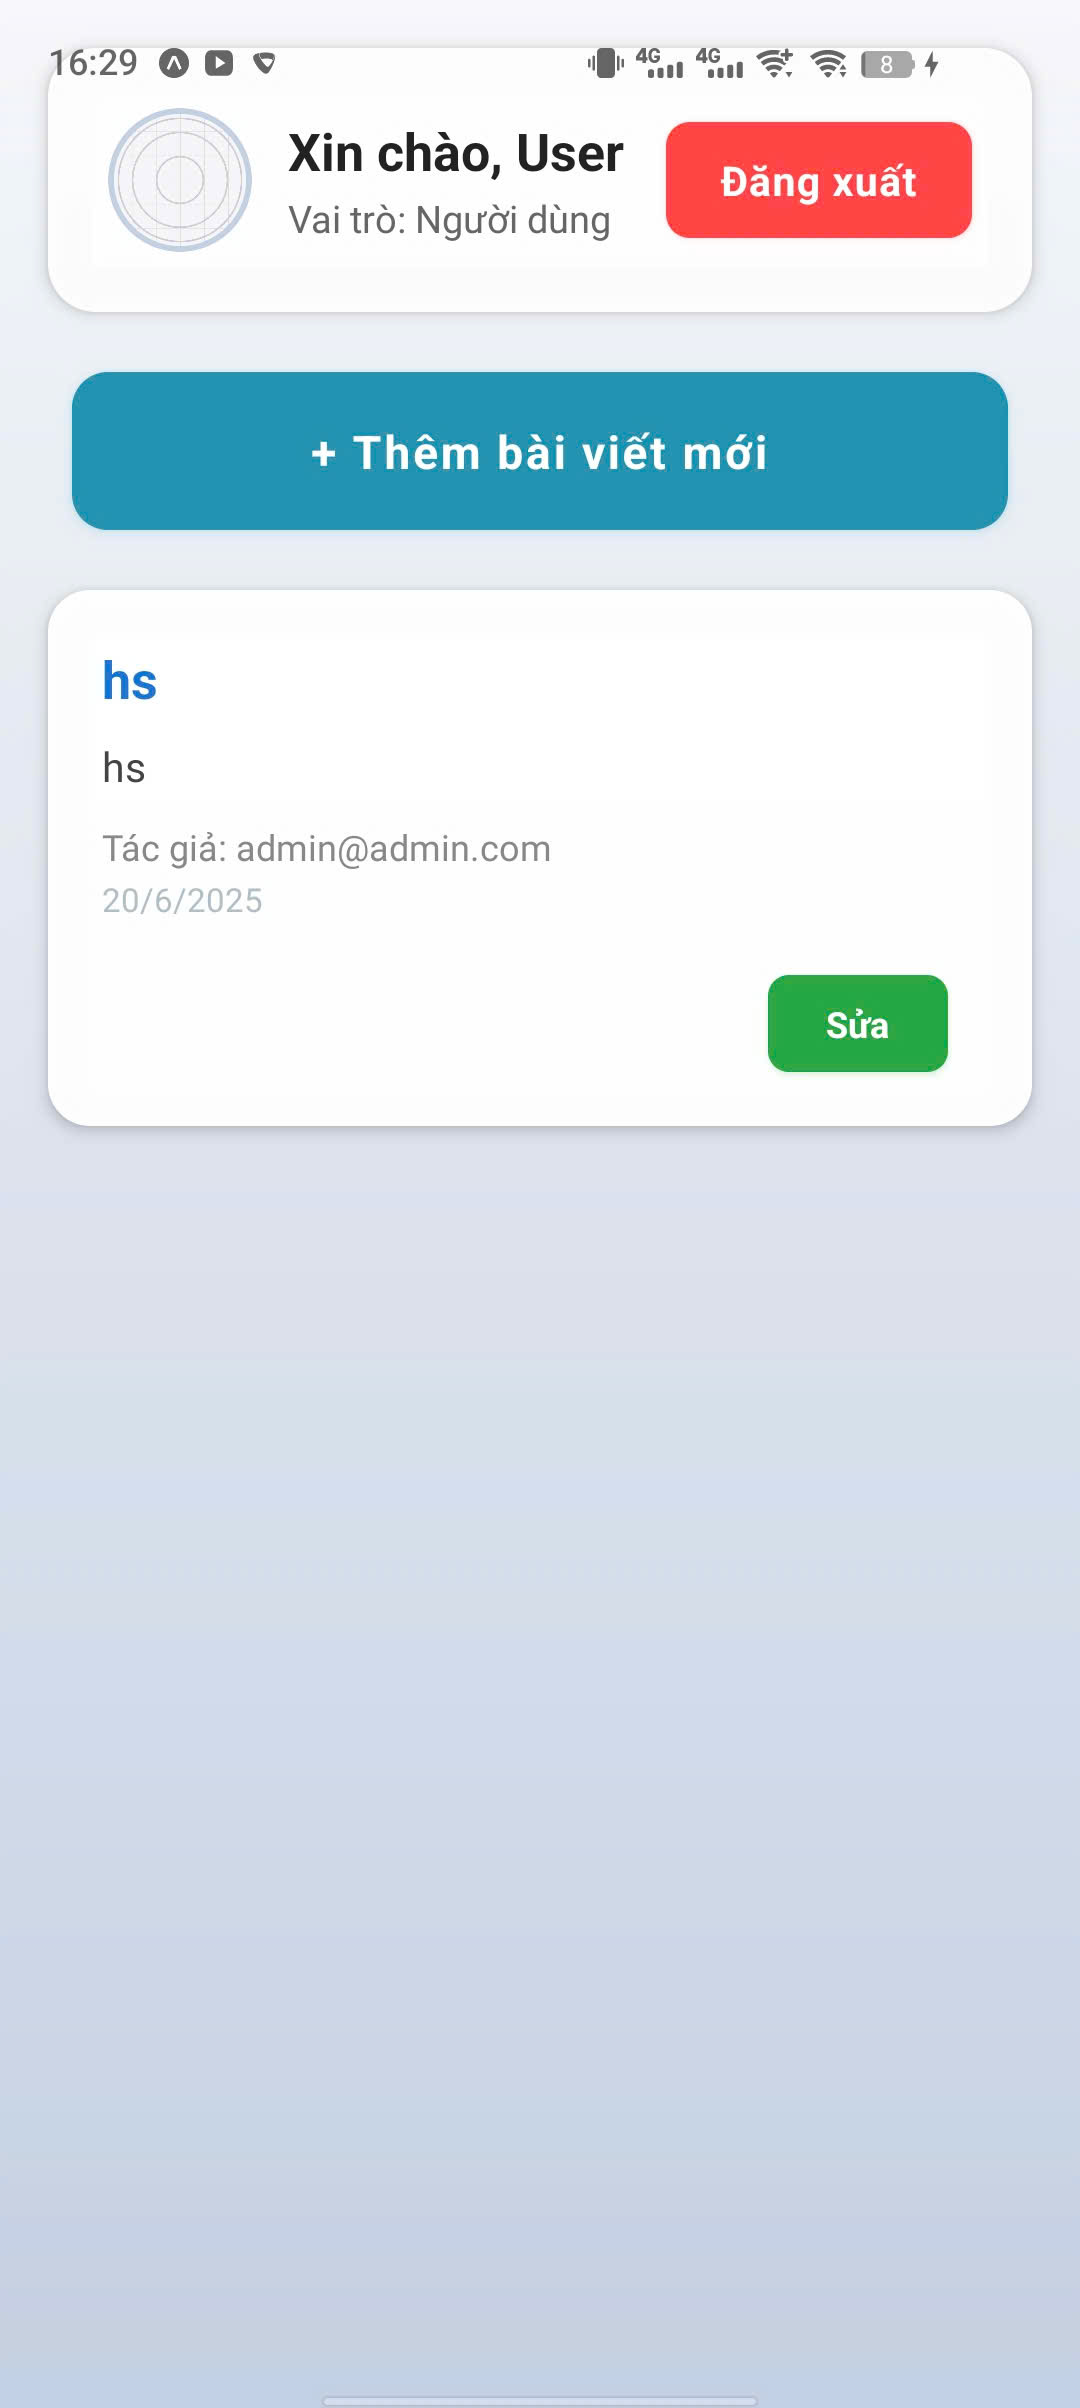 16:29
4G 4G 8
Xin chào, User
Vai trò: Người dùng
Đăng xuất
+ Thêm bài viết mới
hs
hs
Tác giả: admin@admin.com
20/6/2025
Sửa